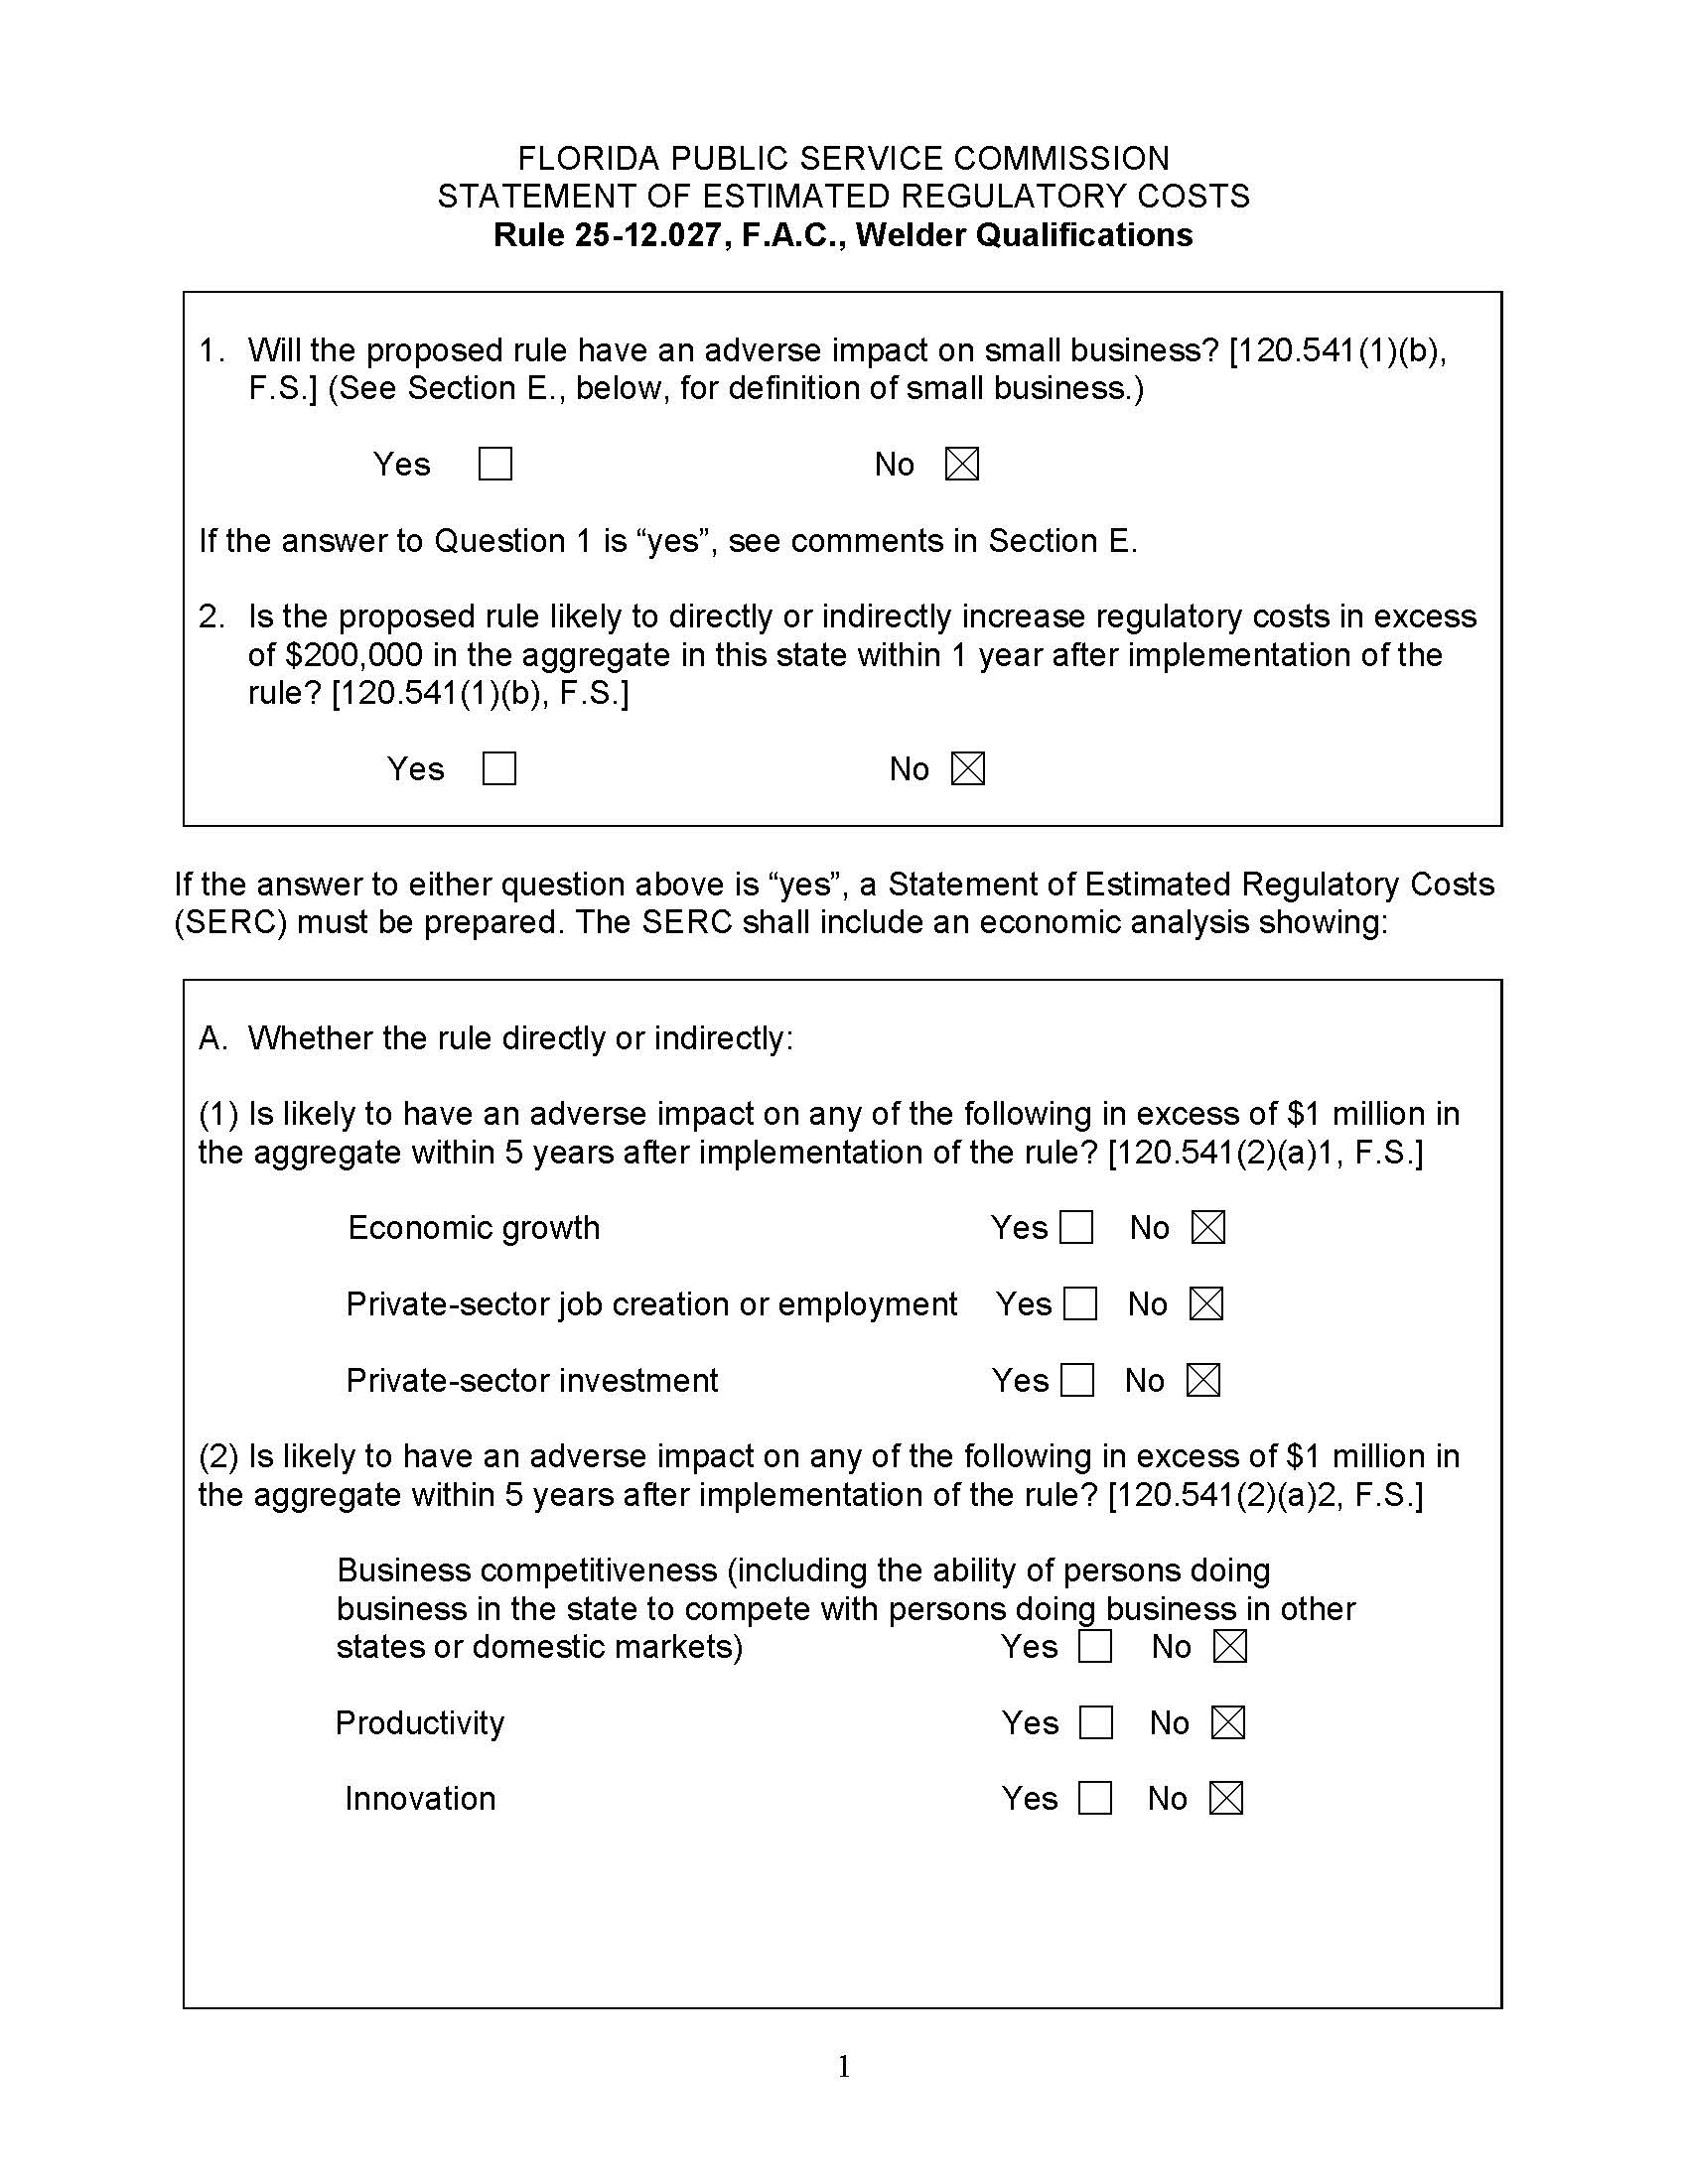 FLORIDA PUBLIC SERVICE COMMISSION
STATEMENT OF ESTIMATED REGULATORY COSTS
Rule 25-12.027, F.A.C., Welder Qualifications
1. Will the proposed rule have an adverse impact on small business? [120.541(1)(b),
F.S.] (See Section E., below, for definition of small business.)
Yes ☐ No ☒
If the answer to Question 1 is “yes”, see comments in Section E.
2. Is the proposed rule likely to directly or indirectly increase regulatory costs in excess
of $200,000 in the aggregate in this state within 1 year after implementation of the
rule? [120.541(1)(b), F.S.]
Yes ☐ No ☒
If the answer to either question above is “yes”, a Statement of Estimated Regulatory Costs
(SERC) must be prepared. The SERC shall include an economic analysis showing:
A. Whether the rule directly or indirectly:
(1) Is likely to have an adverse impact on any of the following in excess of $1 million in
the aggregate within 5 years after implementation of the rule? [120.541(2)(a)1, F.S.]
Economic growth Yes ☐ No ☒
Private-sector job creation or employment Yes ☐ No ☒
Private-sector investment Yes ☐ No ☒
(2) Is likely to have an adverse impact on any of the following in excess of $1 million in
the aggregate within 5 years after implementation of the rule? [120.541(2)(a)2, F.S.]
Business competitiveness (including the ability of persons doing
business in the state to compete with persons doing business in other
states or domestic markets) Yes ☐ No ☒
Productivity Yes ☐ No ☒
Innovation Yes ☐ No ☒
1